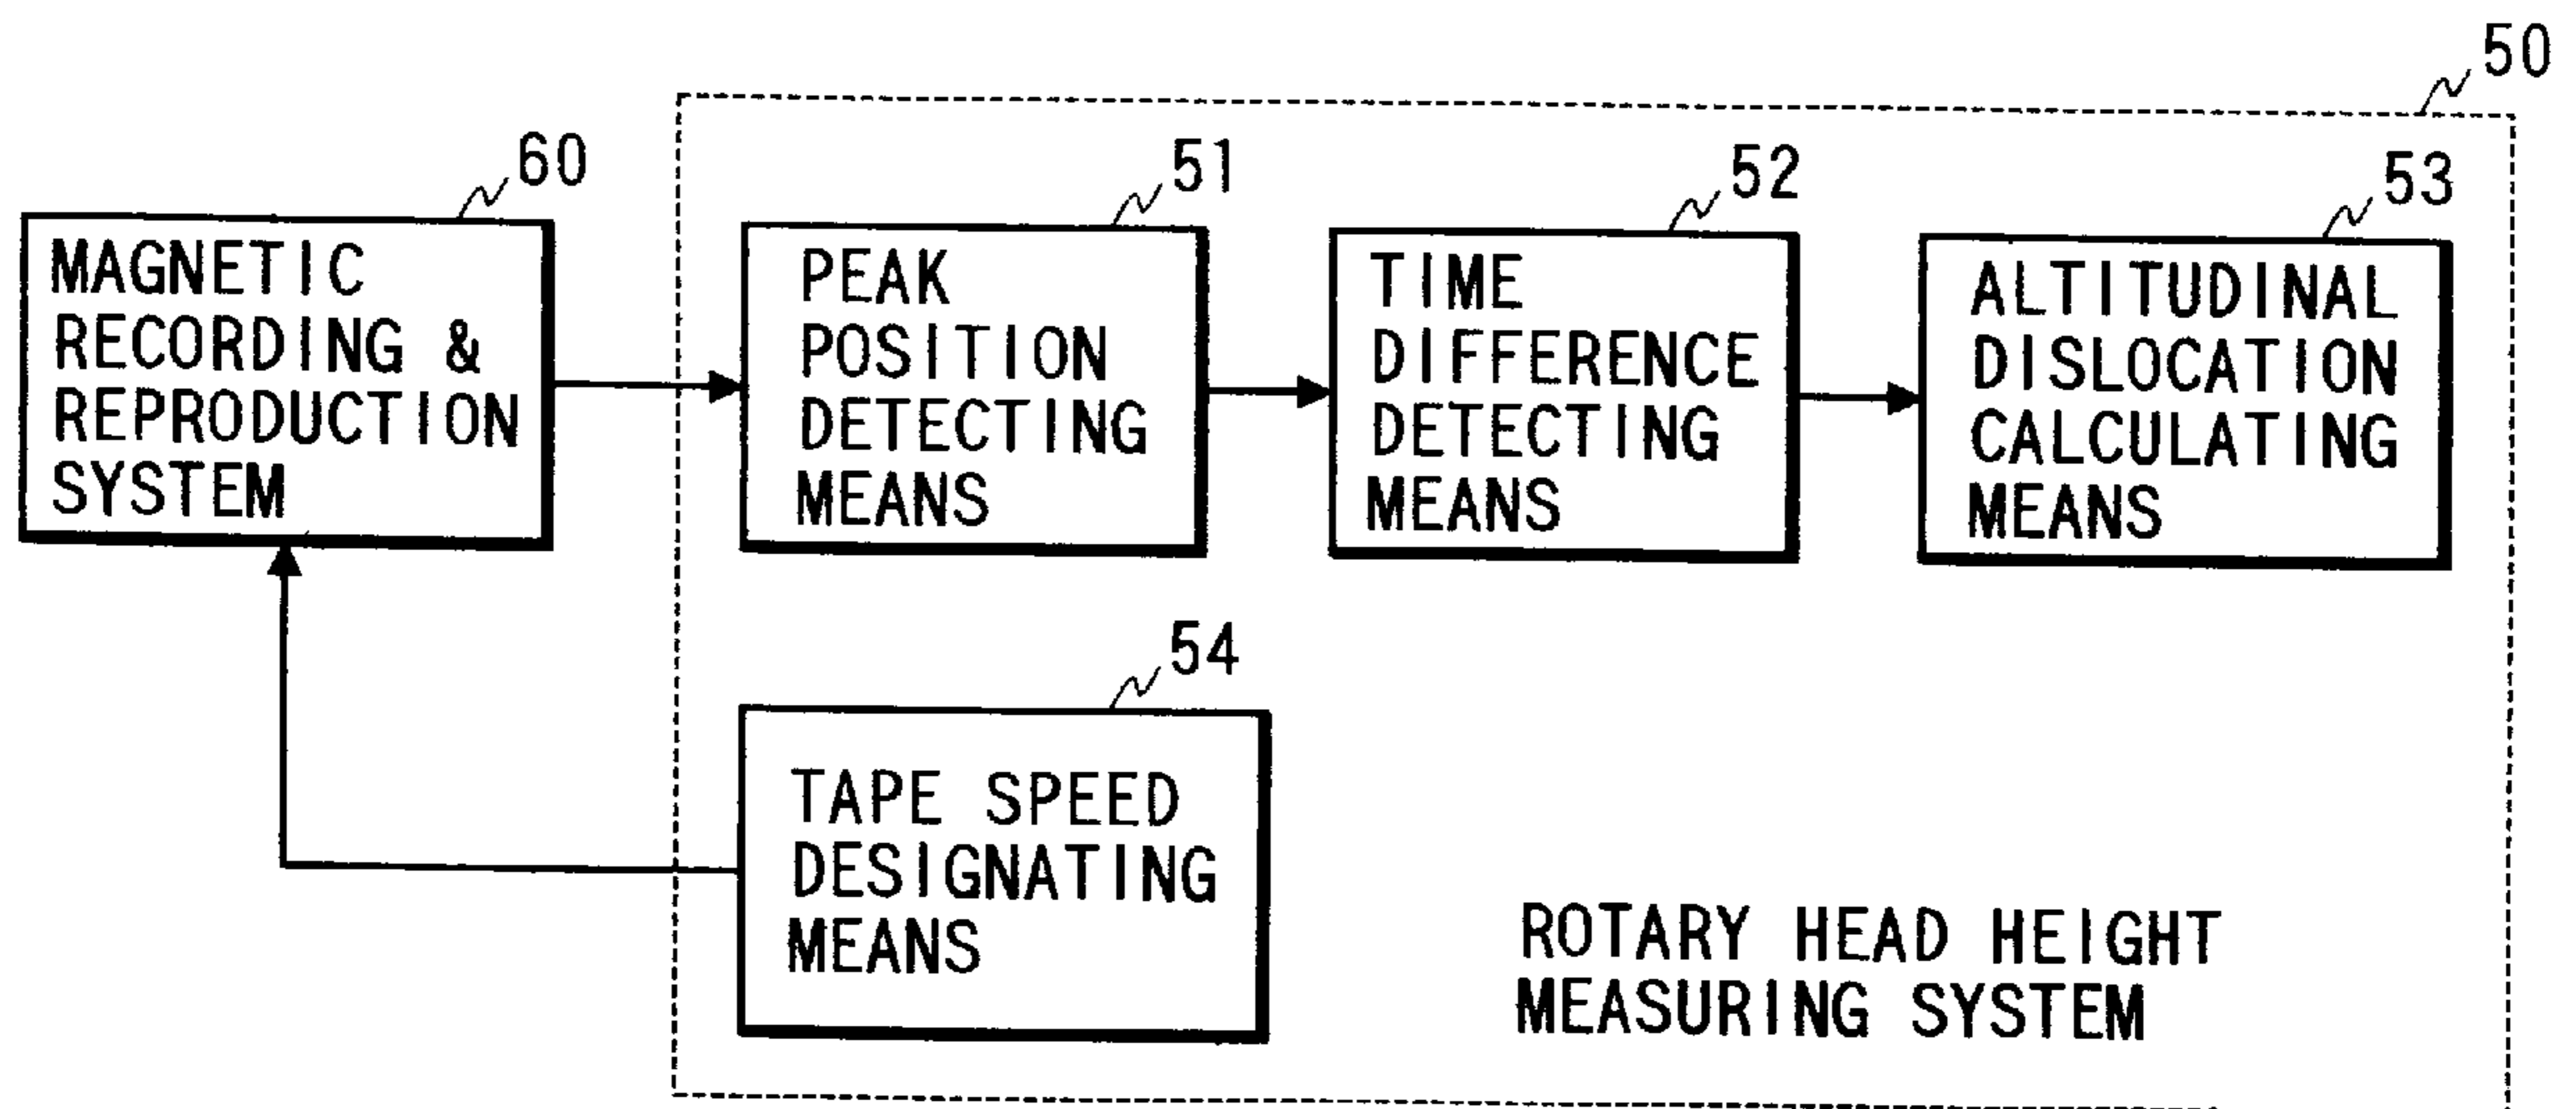 50
60
MAGNETIC
RECORDING &
REPRODUCTION
SYSTEM
51
PEAK
POSITION
DETECTING
MEANS
52
TIME
DIFFERENCE
DETECTING
MEANS
53
ALTITUDINAL
DISLOCATION
CALCULATING
MEANS
54
TAPE SPEED
DESIGNATING
MEANS
ROTARY HEAD HEIGHT
MEASURING SYSTEM